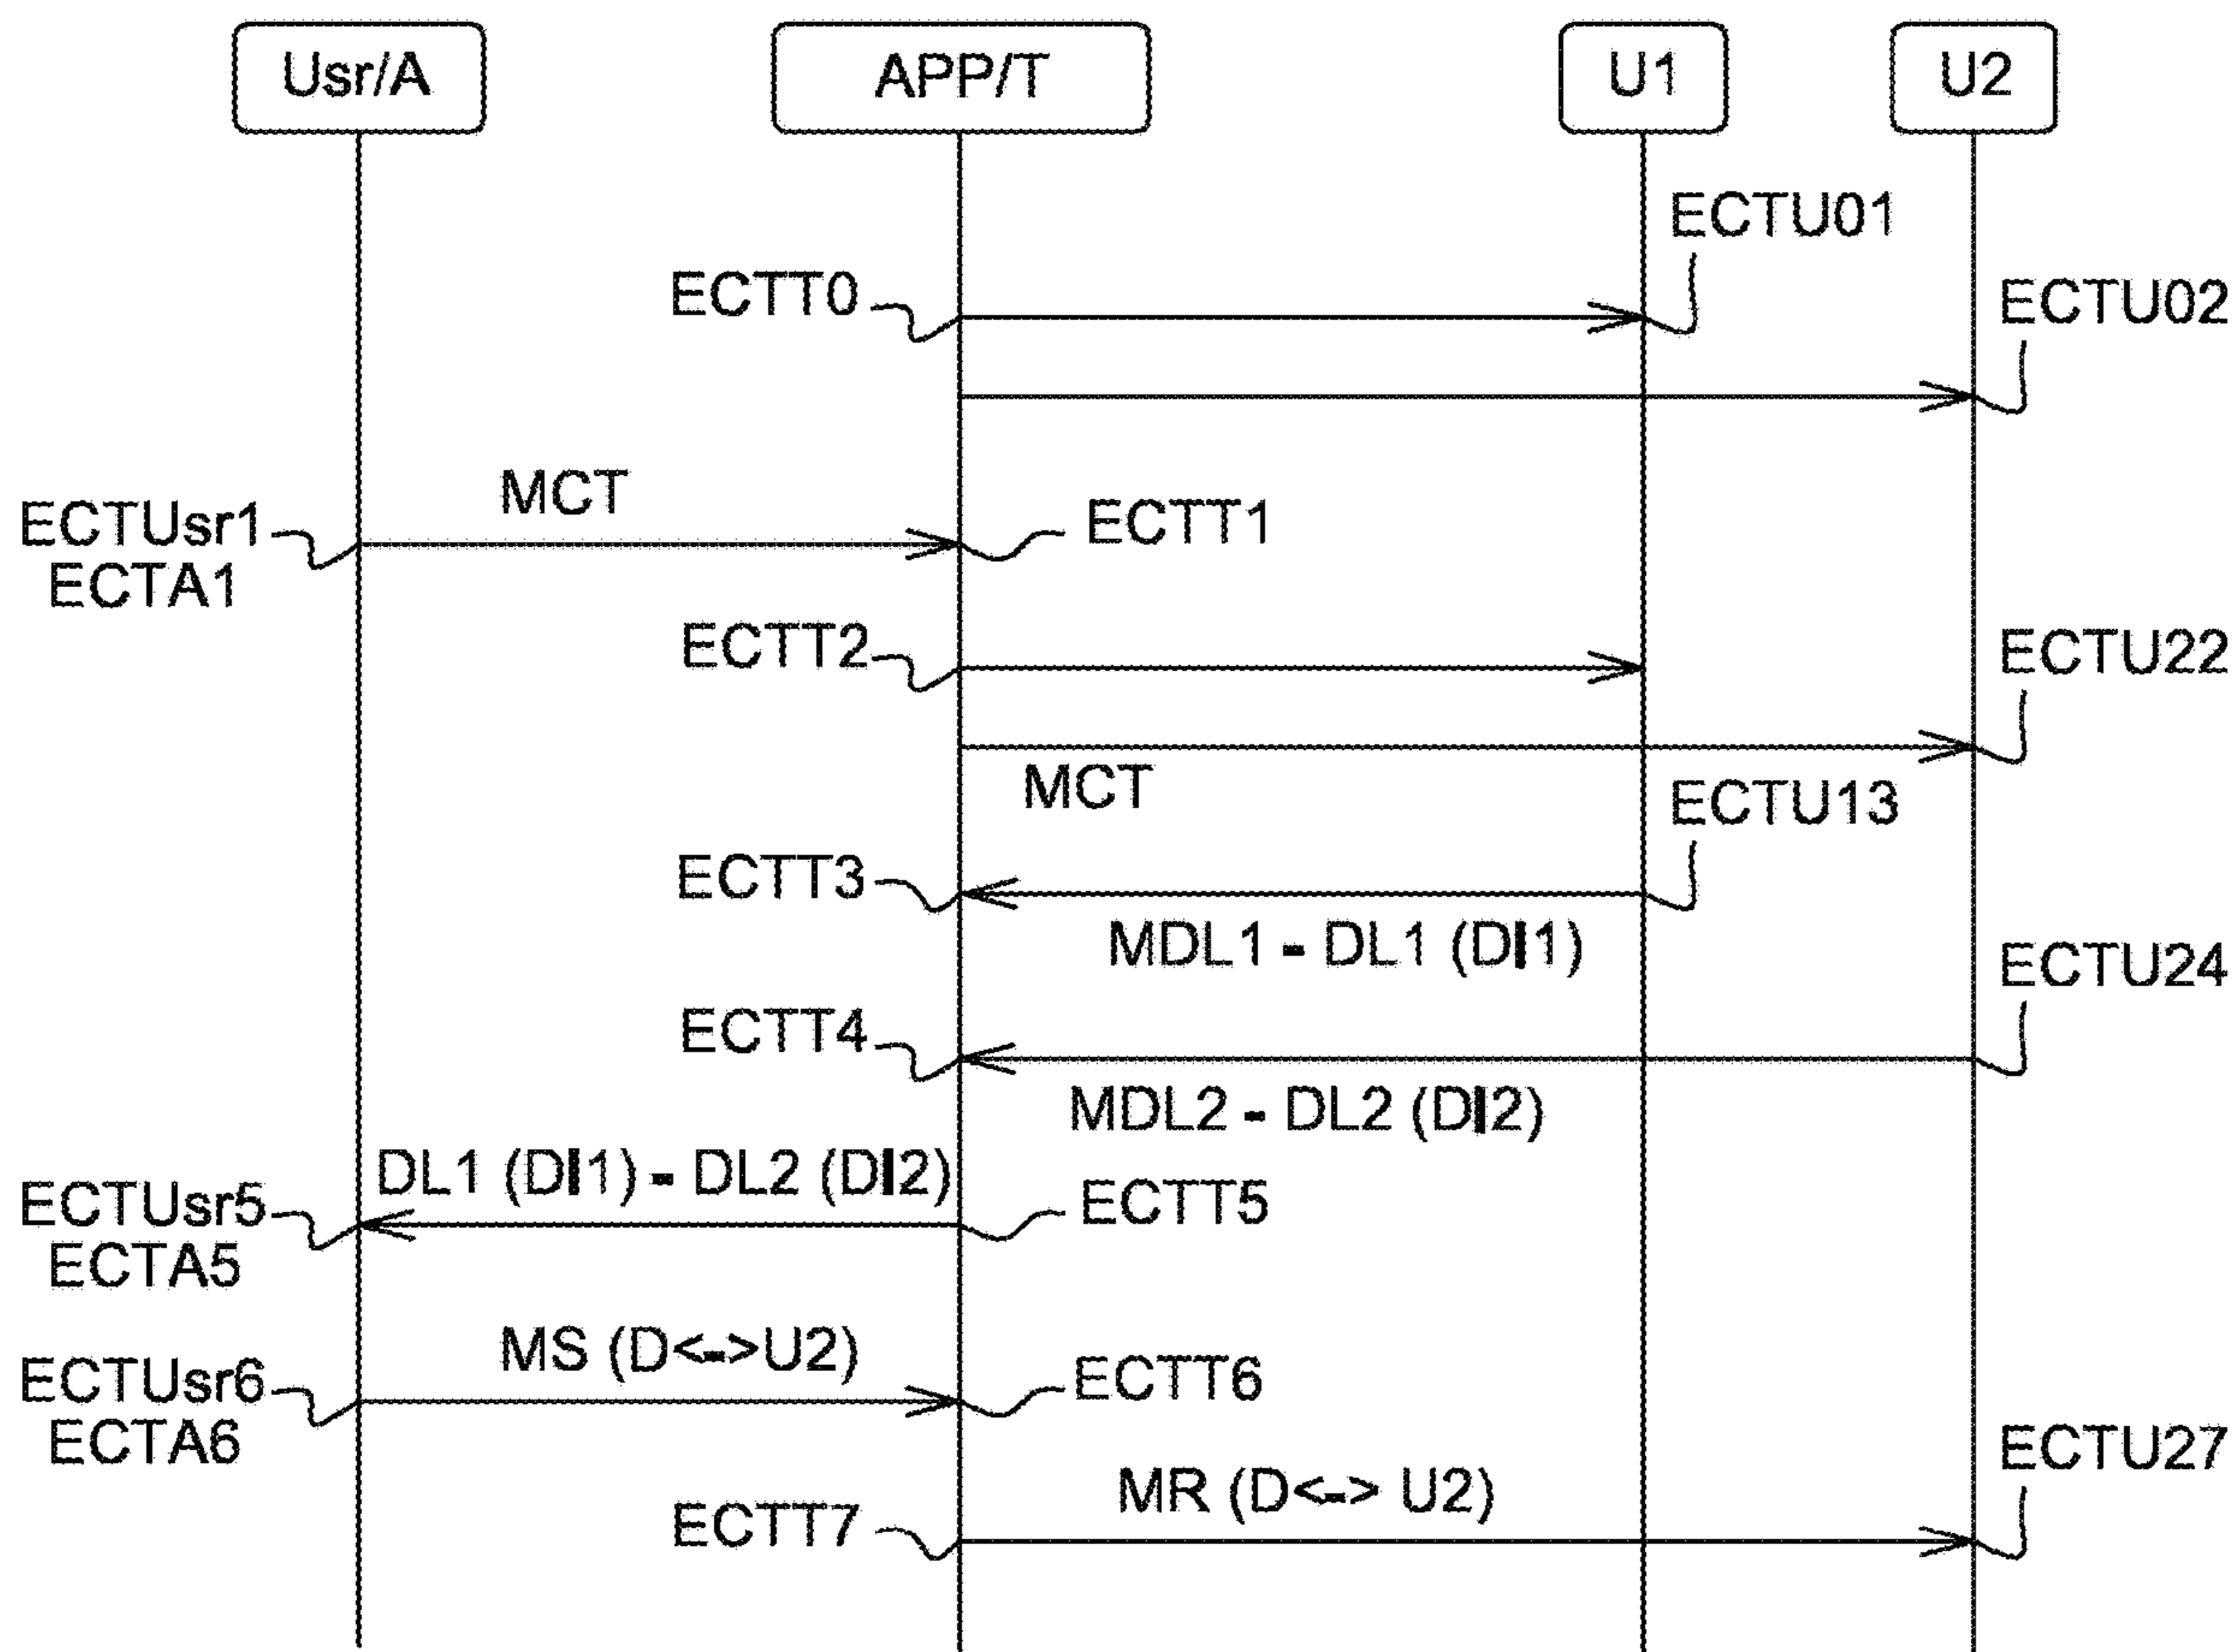 Usr/A
APP/T
U1
U2
ECTU01
ECTT0
ECTU02
MCT
ECTUsr1
ECTA1
ECTT1
ECTT2
ECTU22
MCT
ECTU13
ECTT3
MDL1 - DL1 (DI1)
ECTU24
ECTT4
MDL2 - DL2 (DI2)
DL1 (DI1) - DL2 (DI2)
ECTUsr5
ECTA5
ECTT5
MS (D<->U2)
ECTUsr6
ECTA6
ECTT6
ECTU27
MR (D<-> U2)
ECTT7